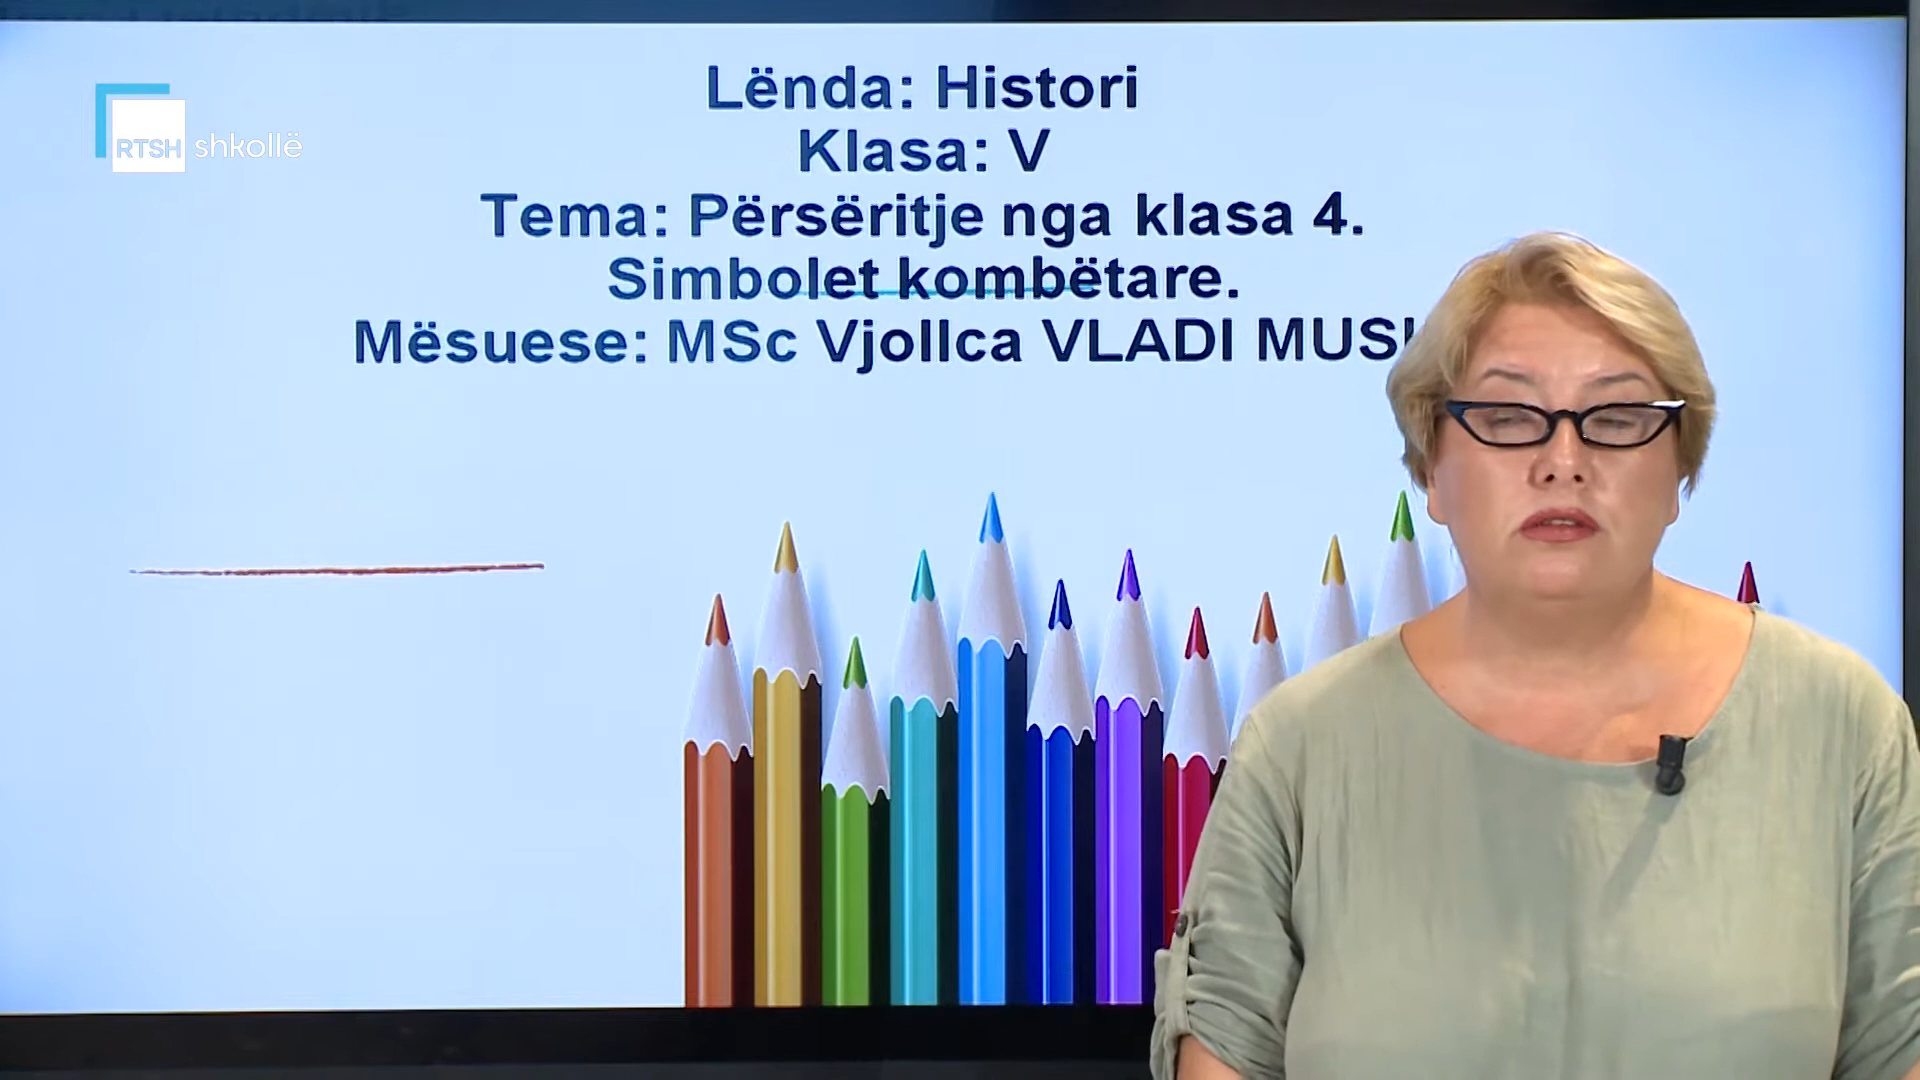 RTSH shkollë
Lënda: Histori
Klasa: V
Tema: Përsëritje nga klasa 4.
Simbolet kombëtare.
Mësuese: MSc Vjollca VLADI